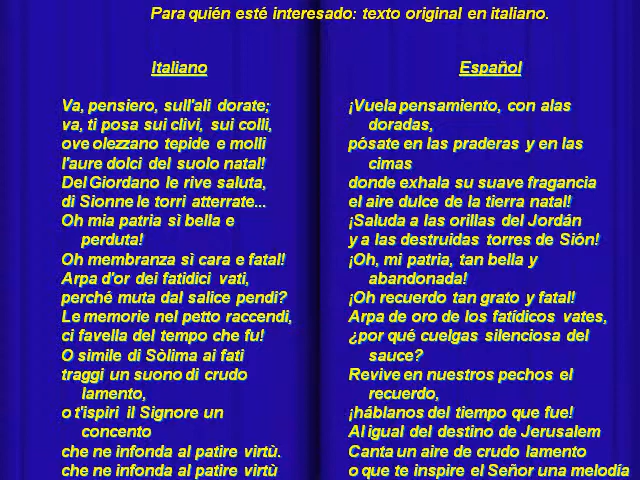 Para quién esté interesado: texto original en italiano.
Italiano
Va, pensiero, sull'ali dorate;
va, ti posa sui clivi, sui colli,
ove olezzano tepide e molli
l'aure dolci del suolo natal!
Del Giordano le rive saluta,
di Sionne le torri atterrate...
Oh mia patria sì bella e
perduta!
Oh membranza sì cara e fatal!
Arpa d'or dei fatidici vati,
perché muta dal salice pendi?
Le memorie nel petto raccendi,
ci favella del tempo che fu!
O simile di Sòlima ai fati
traggi un suono di crudo
lamento,
o t'ispiri il Signore un
concento
che ne infonda al patire virtù.
che ne infonda al patire virtù
Español
¡Vuela pensamiento, con alas
doradas,
pósate en las praderas y en las
cimas
donde exhala su suave fragancia
el aire dulce de la tierra natal!
¡Saluda a las orillas del Jordán
y a las destruidas torres de Sión!
¡Oh, mi patria, tan bella y
abandonada!
¡Oh recuerdo tan grato y fatal!
Arpa de oro de los fatídicos vates,
¿por qué cuelgas silenciosa del
sauce?
Revive en nuestros pechos el
recuerdo,
¡háblanos del tiempo que fue!
Al igual del destino de Jerusalem
Canta un aire de crudo lamento
o que te inspire el Señor una melodía